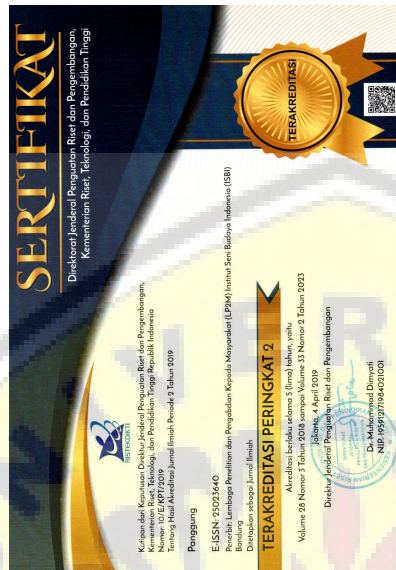 SERTIFIKAT
Direktorat Jenderal Penguatan Riset dan Pengembangan,
Kementerian Riset, Teknologi, dan Pendidikan Tinggi
RISTEKDIKTI
TERAKREDITASI
Kutipan dari Keputusan Direktur Jenderal Penguatan Riset dan Pengembangan,
Kementerian Riset, Teknologi, dan Pendidikan Tinggi Republik Indonesia
Nomor: 10/E/KPT/2019
Tentang Hasil Akreditasi Jurnal Ilmiah Periode 2 Tahun 2019
Panggung
E-ISSN: 25023640
Penerbit: Lembaga Penelitian dan Pengabdian Kepada Masyarakat (LP2M) Institut Seni Budaya Indonesia (ISBI)
Bandung
Ditetapkan sebagai Jurnal Ilmiah
TERAKREDITASI PERINGKAT 2
Akreditasi berlaku selama 5 (lima) tahun, yaitu
Volume 28 Nomor 3 Tahun 2018 sampai Volume 33 Nomor 2 Tahun 2023
Jakarta, 4 April 2019
Direktur Jenderal Penguatan Riset dan Pengembangan
Dr. Muhammad Dimyati
NIP. 195912171984021001